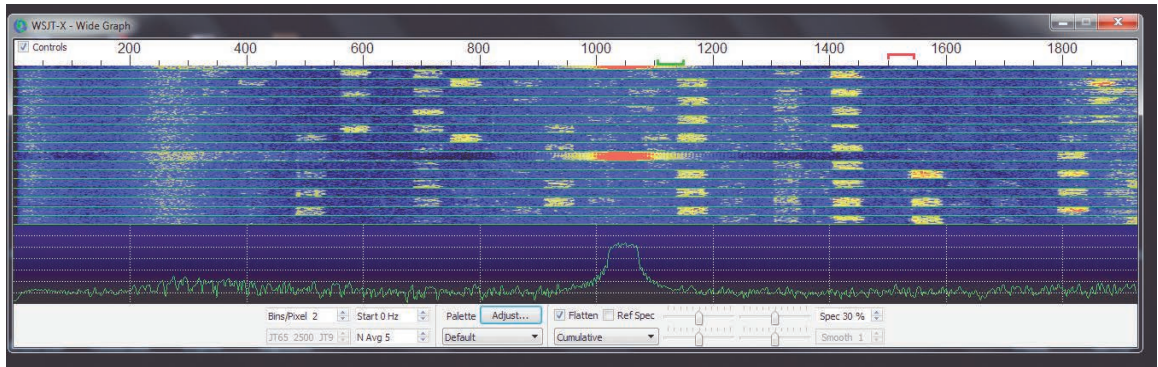 WSJT-X - Wide Graph
Controls 200 400 600 800 1000 1200 1400 1600 1800
Bins/Pixel 2 Start 0 Hz Palette Adjust... Flatten Ref Spec Spec 30 %
JT65 2500 JT9 N Avg 5 Default Cumulative Smooth 1